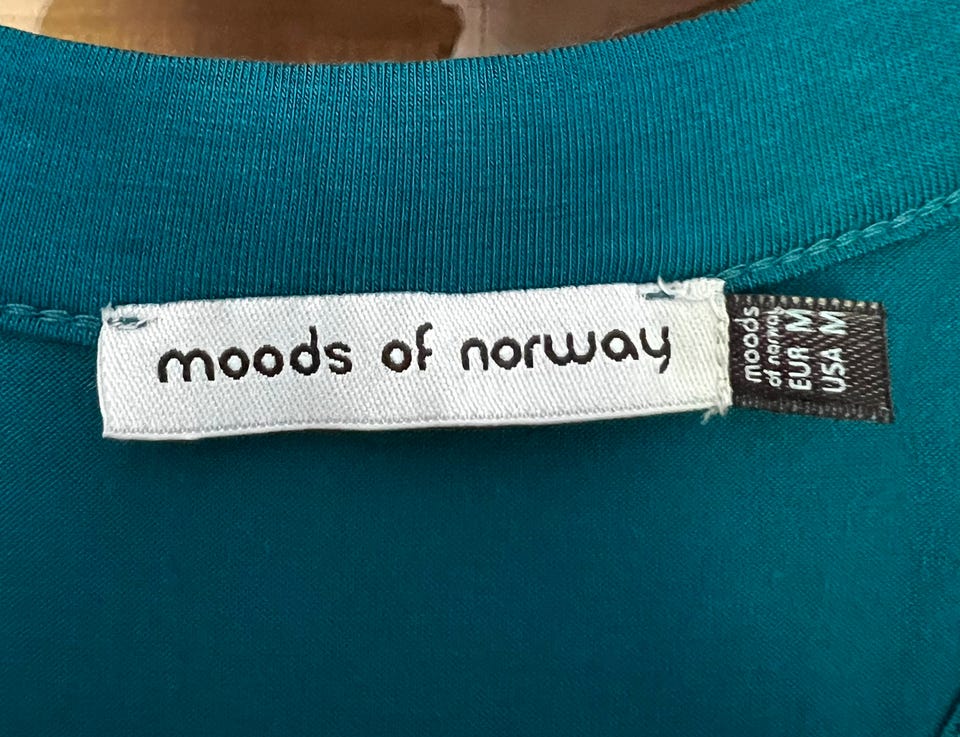 moods of norway
moods
of norway
EUR M
USA M